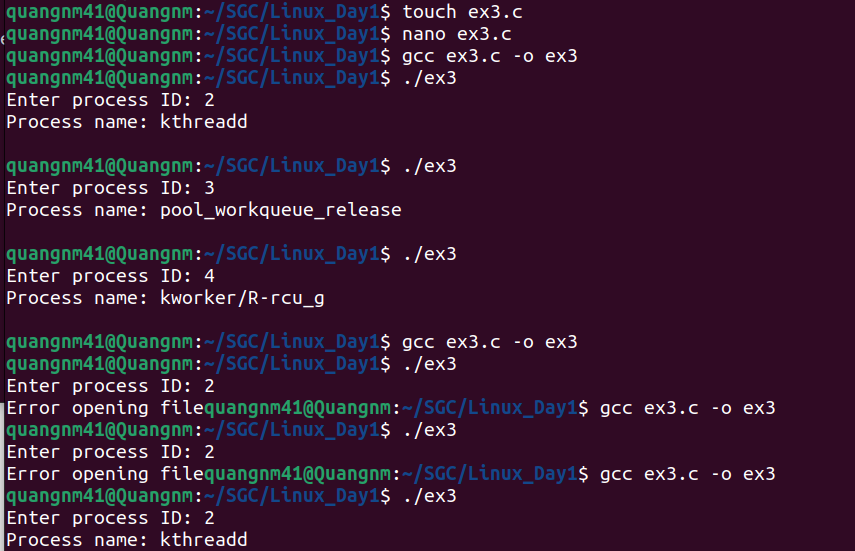 quangnm41@Quangnm:~/SGC/Linux_Day1$ touch ex3.c
quangnm41@Quangnm:~/SGC/Linux_Day1$ nano ex3.c
quangnm41@Quangnm:~/SGC/Linux_Day1$ gcc ex3.c -o ex3
quangnm41@Quangnm:~/SGC/Linux_Day1$ ./ex3
Enter process ID: 2
Process name: kthreadd
quangnm41@Quangnm:~/SGC/Linux_Day1$ ./ex3
Enter process ID: 3
Process name: pool_workqueue_release
quangnm41@Quangnm:~/SGC/Linux_Day1$ ./ex3
Enter process ID: 4
Process name: kworker/R-rcu_g
quangnm41@Quangnm:~/SGC/Linux_Day1$ gcc ex3.c -o ex3
quangnm41@Quangnm:~/SGC/Linux_Day1$ ./ex3
Enter process ID: 2
Error opening filequangnm41@Quangnm:~/SGC/Linux_Day1$ gcc ex3.c -o ex3
quangnm41@Quangnm:~/SGC/Linux_Day1$ ./ex3
Enter process ID: 2
Error opening filequangnm41@Quangnm:~/SGC/Linux_Day1$ gcc ex3.c -o ex3
quangnm41@Quangnm:~/SGC/Linux_Day1$ ./ex3
Enter process ID: 2
Process name: kthreadd